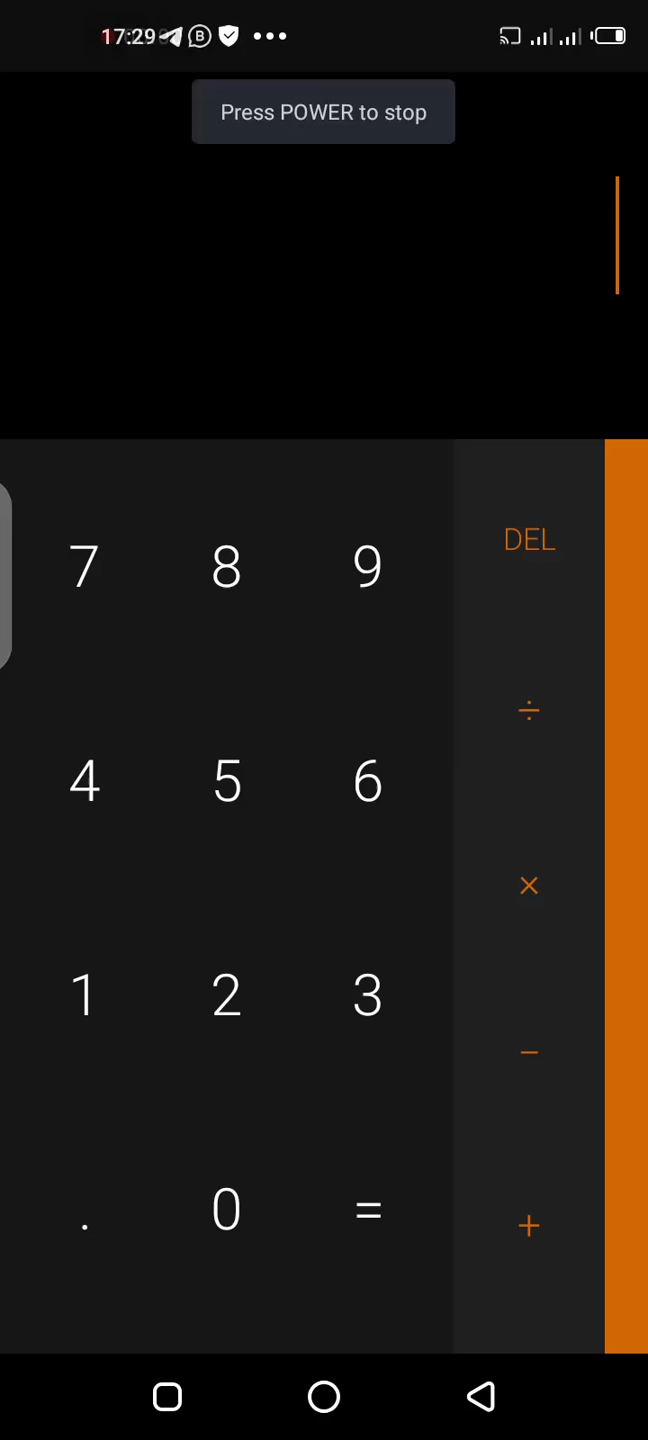 17:29
Press POWER to stop
7 8 9 DEL
÷
4 5 6
×
1 2 3
−
. 0 =
+